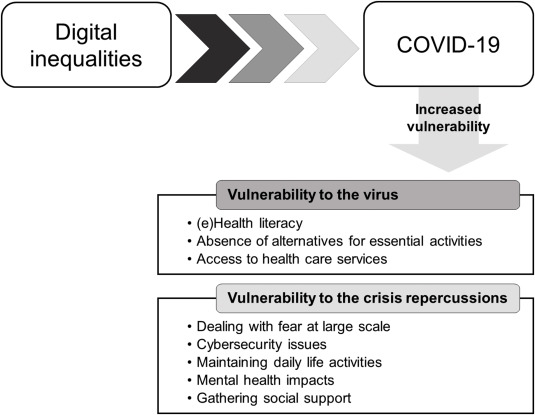 Digital
inequalities
COVID-19
Increased
vulnerability
Vulnerability to the virus
• (e)Health literacy
• Absence of alternatives for essential activities
• Access to health care services
Vulnerability to the crisis repercussions
• Dealing with fear at large scale
• Cybersecurity issues
• Maintaining daily life activities
• Mental health impacts
• Gathering social support